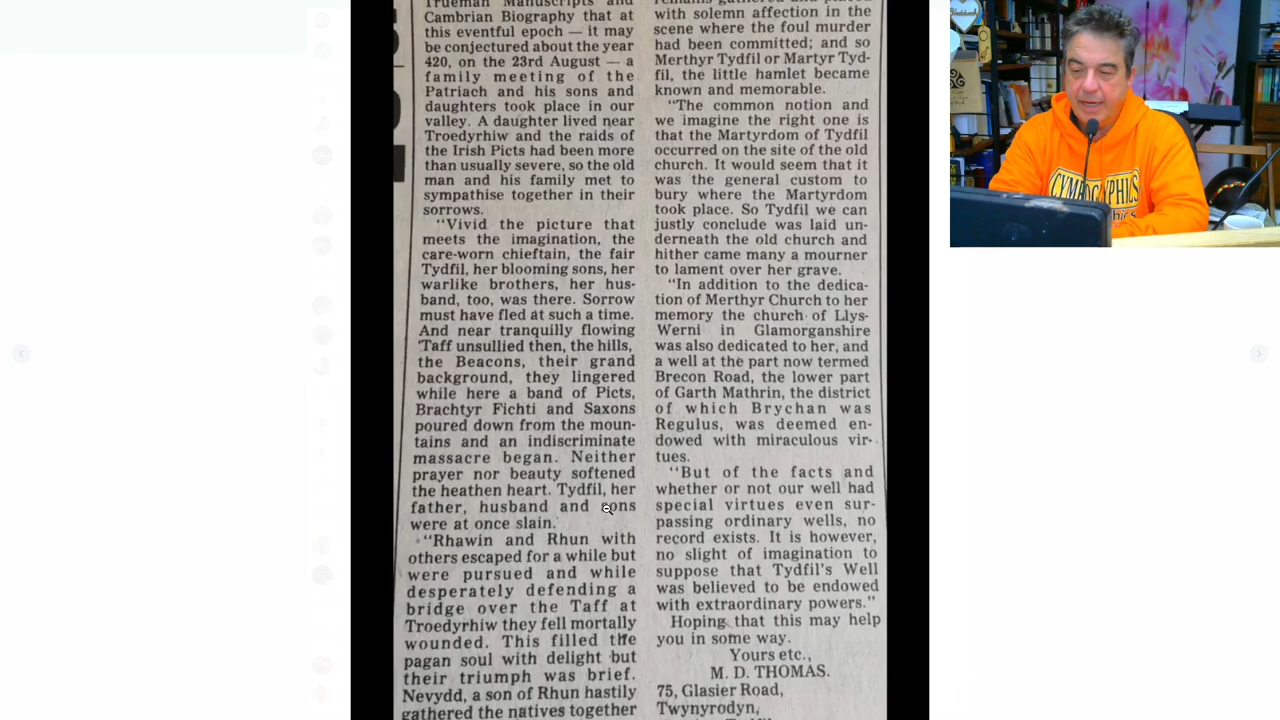 Trueman Manuscripts and
Cambrian Biography that at
this eventful epoch — it may
be conjectured about the year
420, on the 23rd August — a
family meeting of the
Patriach and his sons and
daughters took place in our
valley. A daughter lived near
Troedyrhiw and the raids of
the Irish Picts had been more
than usually severe, so the old
man and his family met to
sympathise together in their
sorrows.
"Vivid the picture that
meets the imagination, the
care-worn chieftain, the fair
Tydfil, her blooming sons, her
warlike brothers, her hus-
band, too, was there. Sorrow
must have fled at such a time.
And near tranquilly flowing
Taff unsullied then, the hills,
the Beacons, their grand
background, they lingered
while here a band of Picts,
Brachtyr Fichti and Saxons
poured down from the moun-
tains and an indiscriminate
massacre began. Neither
prayer nor beauty softened
the heathen heart. Tydfil, her
father, husband and sons
were at once slain.
"Rhawin and Rhun with
others escaped for a while but
were pursued and while
desperately defending a
bridge over the Taff at
Troedyrhiw they fell mortally
wounded. This filled the
pagan soul with delight but
their triumph was brief.
Nevydd, a son of Rhun hastily
gathered the natives together
remains gathered and placed
with solemn affection in the
scene where the foul murder
had been committed; and so
Merthyr Tydfil or Martyr Tyd-
fil, the little hamlet became
known and memorable.
"The common notion and
we imagine the right one is
that the Martyrdom of Tydfil
occurred on the site of the old
church. It would seem that it
was the general custom to
bury where the Martyrdom
took place. So Tydfil we can
justly conclude was laid un-
derneath the old church and
hither came many a mourner
to lament over her grave.
"In addition to the dedica-
tion of Merthyr Church to her
memory the church of Llys-
Werni in Glamorganshire
was also dedicated to her, and
a well at the part now termed
Brecon Road, the lower part
of Garth Mathrin, the district
of which Brychan was
Regulus, was deemed en-
dowed with miraculous vir-
tues.
"But of the facts and
whether or not our well had
special virtues even sur-
passing ordinary wells, no
record exists. It is however,
no slight of imagination to
suppose that Tydfil's Well
was believed to be endowed
with extraordinary powers."
Hoping that this may help
you in some way.
Yours etc.,
M. D. THOMAS.
75, Glasier Road,
Twynyrodyn,